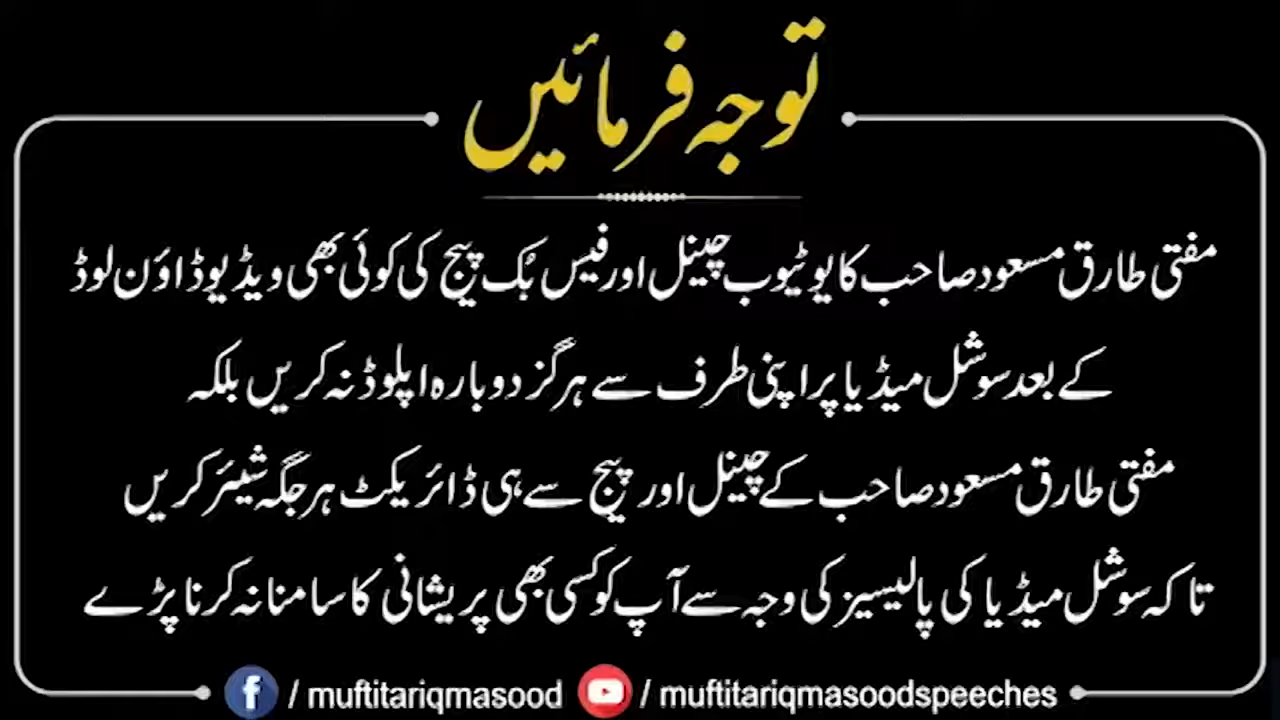 توجہ فرمائیں
مفتی طارق مسعود صاحب کا یوٹیوب چینل اور فیس بُک پیج کی کوئی بھی ویڈیو ڈاؤن لوڈ
کے بعد سوشل میڈیا پر اپنی طرف سے ہرگز دوبارہ اپلوڈ نہ کریں بلکہ
مفتی طارق مسعود صاحب کے چینل اور پیج سے ہی ڈائریکٹ ہر جگہ شیئر کریں
تاکہ سوشل میڈیا کی پالیسیز کی وجہ سے آپ کو کسی بھی پریشانی کا سامنا نہ کرنا پڑے
/ muftitariqmasood / muftitariqmasoodspeeches